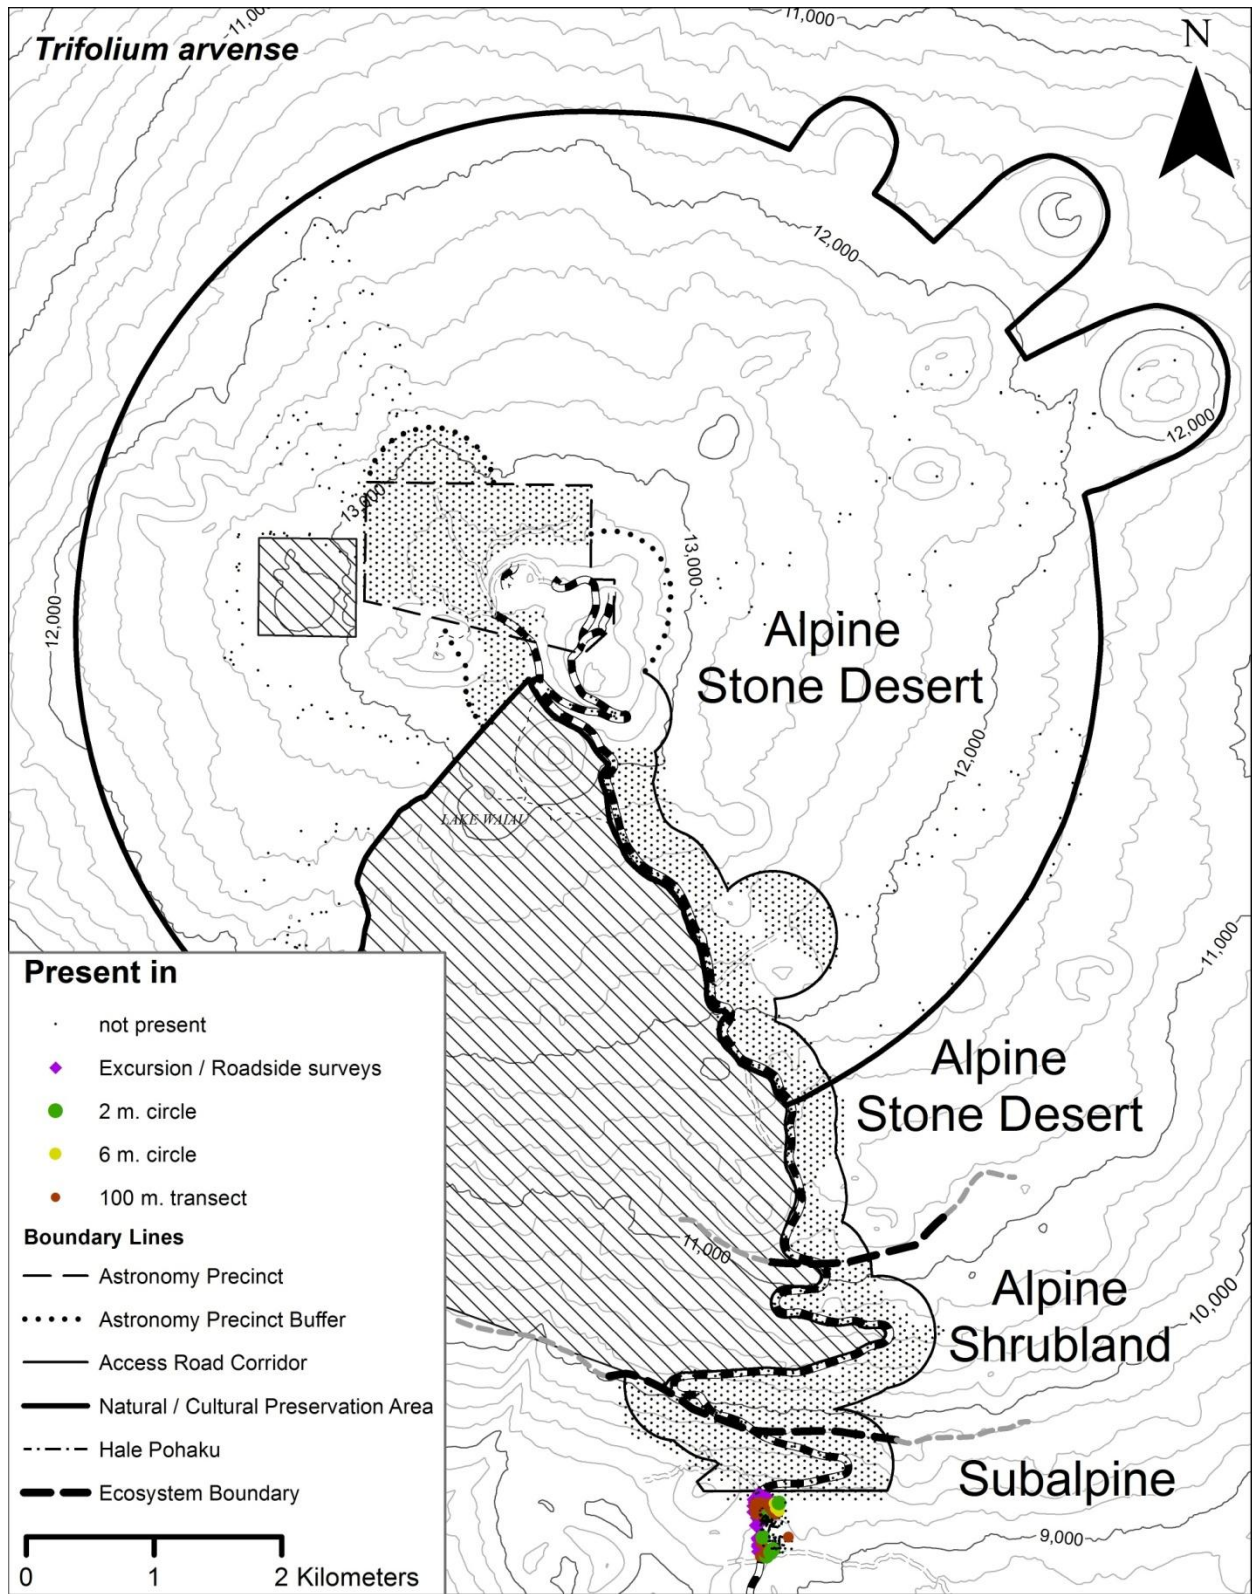 11,000
11,000
Trifolium arvense
N
12,000
12,000
13,000
13,000
12,000
Alpine
Stone Desert
12,000
LAKE WAIAU
11,000
Alpine
Stone Desert
11,000
Alpine
Shrubland
10,000
Subalpine
9,000
Present in
not present
Excursion / Roadside surveys
2 m. circle
6 m. circle
100 m. transect
Boundary Lines
Astronomy Precinct
Astronomy Precinct Buffer
Access Road Corridor
Natural / Cultural Preservation Area
Hale Pohaku
Ecosystem Boundary
0 1 2 Kilometers